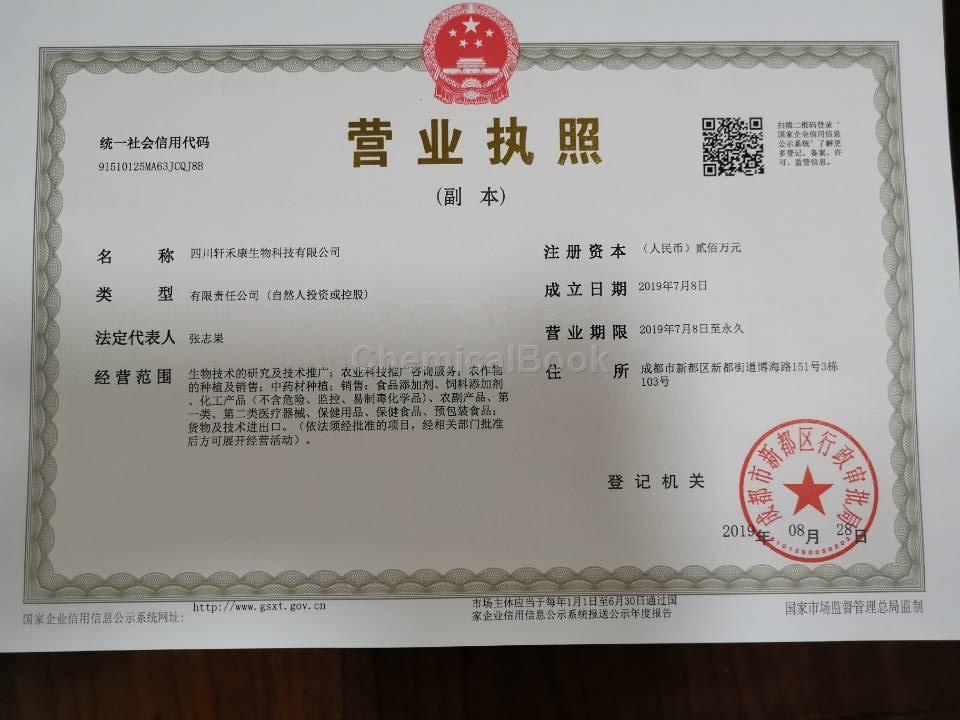 营业执照
(副 本)
统一社会信用代码
91510125MA63JCQJ8B
扫描二维码登录‘
国家企业信用信息
公示系统’了解更
多登记、备案、许
可、监管信息。
名 称 四川轩禾康生物科技有限公司
类 型 有限责任公司（自然人投资或控股）
法定代表人 张志果
经营范围 生物技术的研究及技术推广；农业科技推广咨询服务；农作物
的种植及销售；中药材种植；销售：食品添加剂、饲料添加剂
、化工产品（不含危险、监控、易制毒化学品）、农副产品、第
一类、第二类医疗器械、保健用品、保健食品、预包装食品；
货物及技术进出口。（依法须经批准的项目，经相关部门批准
后方可展开经营活动）。
注册资本 （人民币）贰佰万元
成立日期 2019年7月8日
营业期限 2019年7月8日至永久
住 所 成都市新都区新都街道博海路151号3栋
103号
ChemicalBook
登记机关
成都市新都区行政审批局
2019年 08月 28日
国家企业信用信息公示系统网址:
http://www.gsxt.gov.cn
市场主体应当于每年1月1日至6月30日通过国
家企业信用信息公示系统报送公示年度报告
国家市场监督管理总局监制